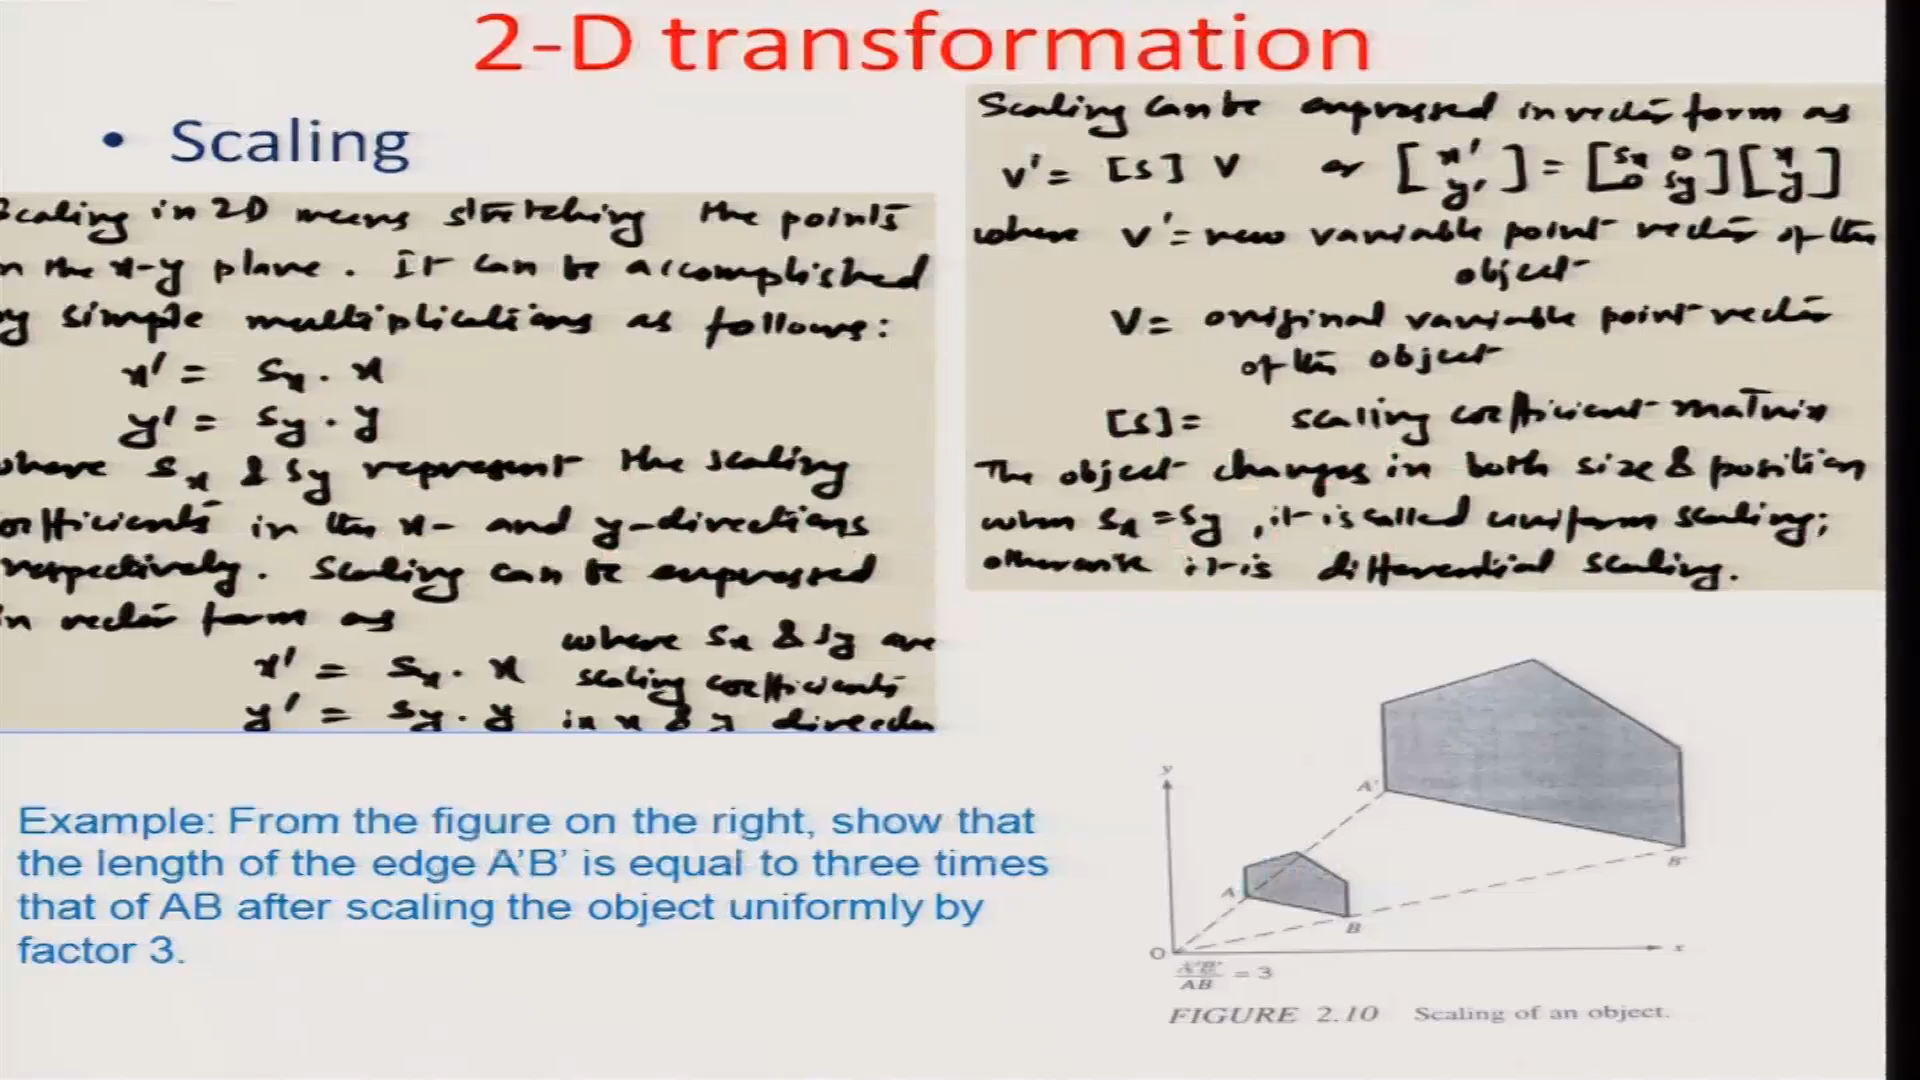 2-D transformation
• Scaling
Scaling in 2D means stretching the points
in the x-y plane. It can be accomplished
by simple multiplications as follows:
x' = Sx . x
y' = Sy . y
where Sx & Sy represent the scaling
coefficients in the x- and y-directions
respectively. Scaling can be expressed
in vector form as
x' = Sx . x
y' = Sy . y
where Sx & Sy are
scaling coefficients
in x & y direction
Scaling can be expressed in vector form as
v' = [S] V or [x' y'] = [Sx 0 0 Sy] [x y]
where v' = new variable point vector of the
object
V = original variable point vector
of the object
[S] = scaling coefficient matrix
The object changes in both size & position
when Sx = Sy, it is called uniform scaling;
otherwise it is differential scaling.
Example: From the figure on the right, show that
the length of the edge A'B' is equal to three times
that of AB after scaling the object uniformly by
factor 3.
y
A'
B'
A
B
O
x
A'B'/AB = 3
FIGURE 2.10 Scaling of an object.